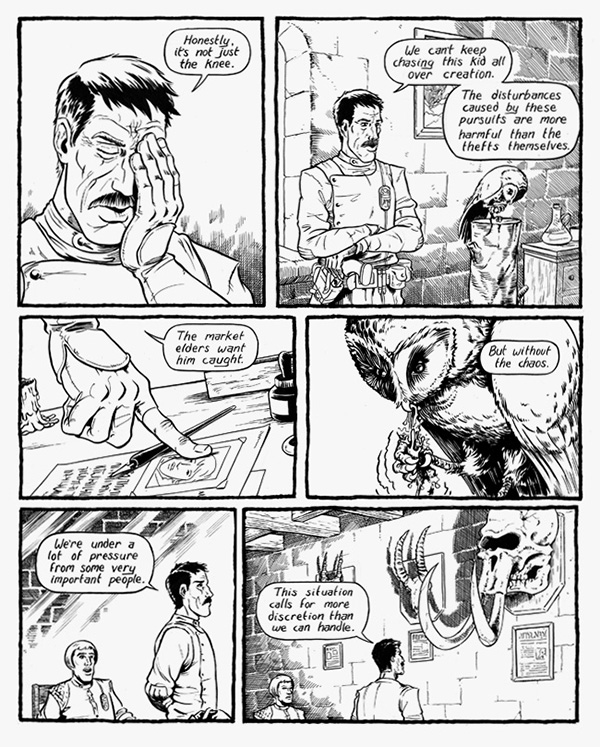 Honestly,
it's not just
the knee.
We can't keep
chasing this kid all
over creation.
The disturbances
caused by these
pursuits are more
harmful than the
thefts themselves.
The market
elders want
him caught.
But without
the chaos.
We're under a
lot of pressure
from some very
important people.
This situation
calls for more
discretion than
we can handle.